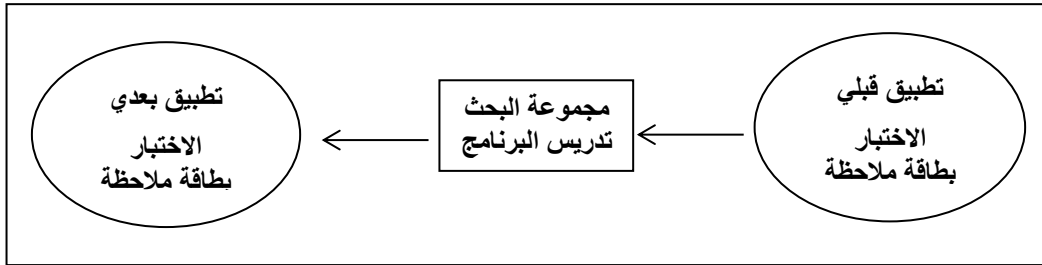 تطبيق قبلي
الاختبار
بطاقة ملاحظة
مجموعة البحث
تدريس البرنامج
تطبيق بعدي
الاختبار
بطاقة ملاحظة